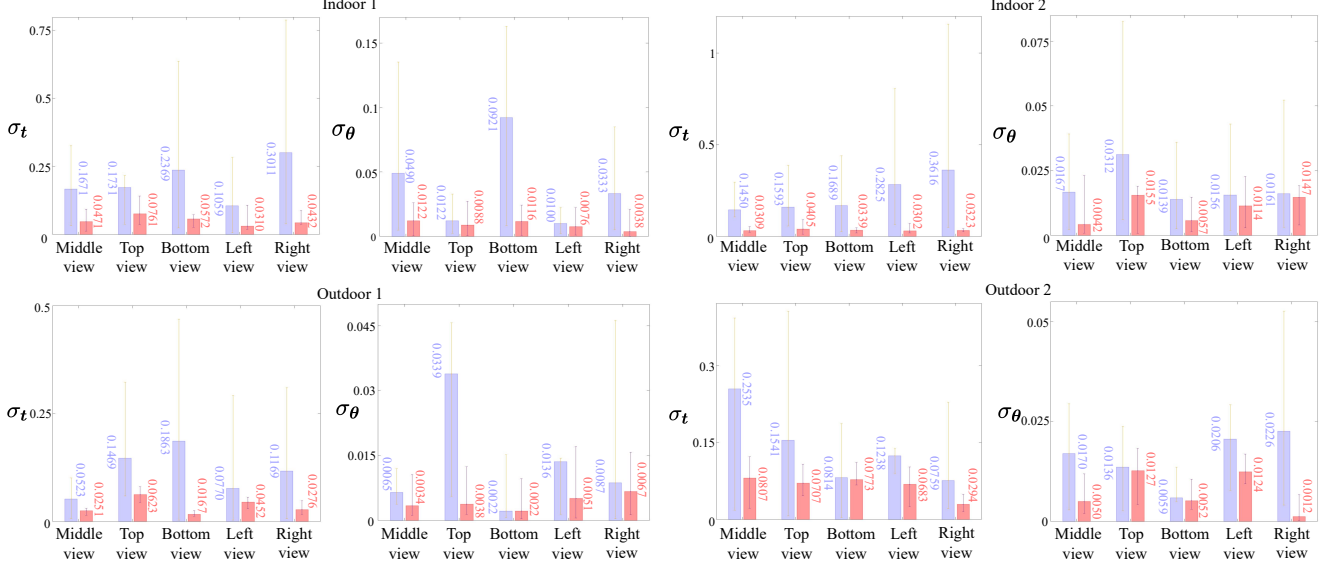 Indoor 1
0.75
0.5
0.25
0
σt
0.1671
0.0471
0.1731
0.0761
0.2369
0.0572
0.1059
0.0310
0.3011
0.0432
Middle view
Top view
Bottom view
Left view
Right view
0.15
0.1
0.05
0
σθ
0.0490
0.0122
0.0122
0.0088
0.0921
0.0116
0.0100
0.0076
0.0333
0.0038
Middle view
Top view
Bottom view
Left view
Right view
Indoor 2
1
0.5
0
σt
0.1450
0.0309
0.1593
0.0405
0.1689
0.0339
0.2825
0.0302
0.3616
0.0323
Middle view
Top view
Bottom view
Left view
Right view
0.075
0.05
0.025
0
σθ
0.0167
0.0042
0.0312
0.0155
0.0139
0.0057
0.0156
0.0114
0.0161
0.0147
Middle view
Top view
Bottom view
Left view
Right view
Outdoor 1
0.5
0.25
0
σt
0.0523
0.0251
0.1469
0.0623
0.1863
0.0167
0.0770
0.0452
0.1169
0.0276
Middle view
Top view
Bottom view
Left view
Right view
0.045
0.03
0.015
0
σθ
0.0065
0.0034
0.0339
0.0038
0.0022
0.0022
0.0136
0.0051
0.0087
0.0067
Middle view
Top view
Bottom view
Left view
Right view
Outdoor 2
0.3
0.15
0
σt
0.2535
0.0807
0.1541
0.0707
0.0814
0.0773
0.1238
0.0683
0.0759
0.0294
Middle view
Top view
Bottom view
Left view
Right view
0.05
0.025
0
σθ
0.0170
0.0050
0.0136
0.0127
0.0059
0.0052
0.0206
0.0124
0.0226
0.0012
Middle view
Top view
Bottom view
Left view
Right view